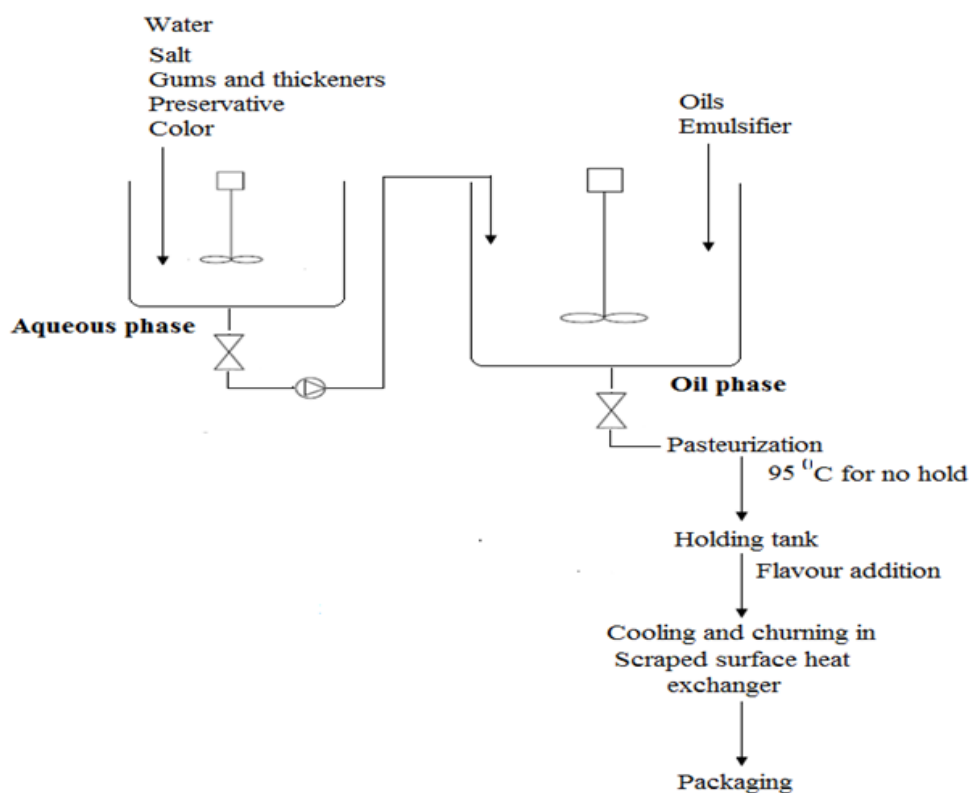 Water
Salt
Gums and thickeners
Preservative
Color
Oils
Emulsifier
Aqueous phase
Oil phase
Pasteurization
95 ⁰C for no hold
Holding tank
Flavour addition
Cooling and churning in
Scraped surface heat
exchanger
Packaging